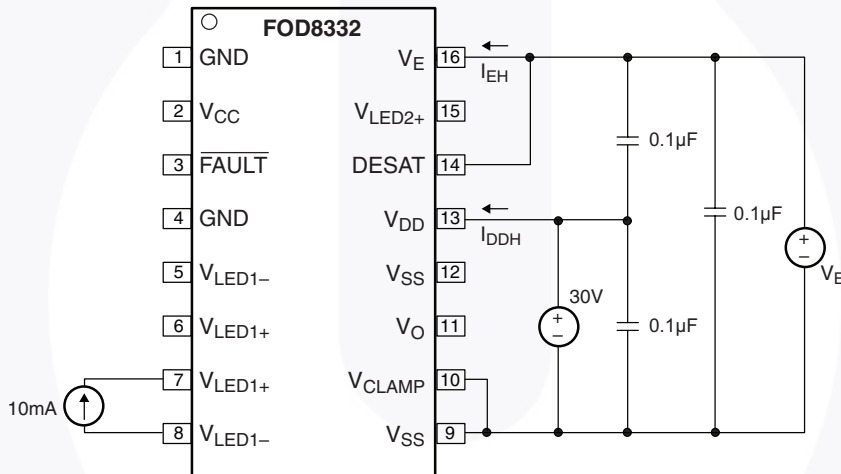 FOD8332
1 GND
2 VCC
3 FAULT
4 GND
5 VLED1–
6 VLED1+
7 VLED1+
8 VLED1–
VE 16
VLED2+ 15
DESAT 14
VDD 13
VSS 12
VO 11
VCLAMP 10
VSS 9
IEH
IDDH
0.1µF
0.1µF
0.1µF
30V
+
–
+
–
VE
10mA